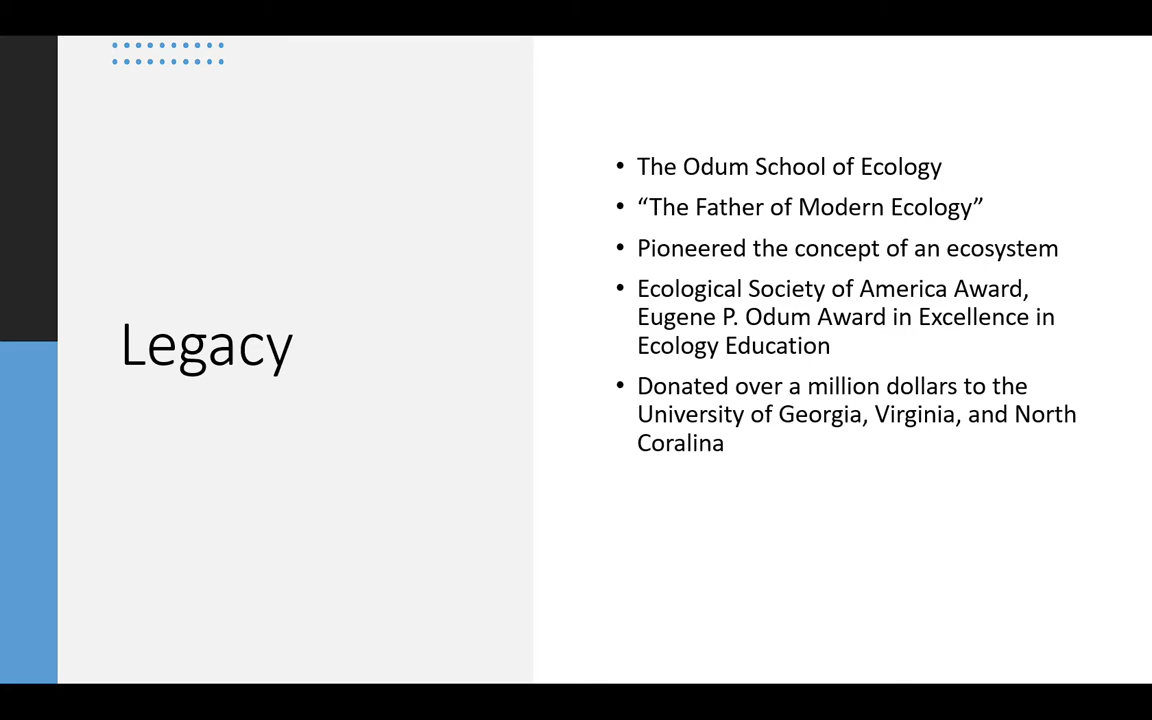 Legacy
• The Odum School of Ecology
• “The Father of Modern Ecology”
• Pioneered the concept of an ecosystem
• Ecological Society of America Award,
Eugene P. Odum Award in Excellence in
Ecology Education
• Donated over a million dollars to the
University of Georgia, Virginia, and North
Coralina